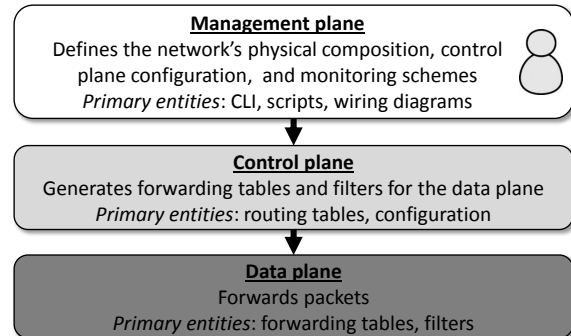 Management plane
Defines the network’s physical composition, control
plane configuration,  and monitoring schemes
Primary entities: CLI, scripts, wiring diagrams
Control plane
Generates forwarding tables and filters for the data plane
Primary entities: routing tables, configuration
Data plane
Forwards packets
Primary entities: forwarding tables, filters